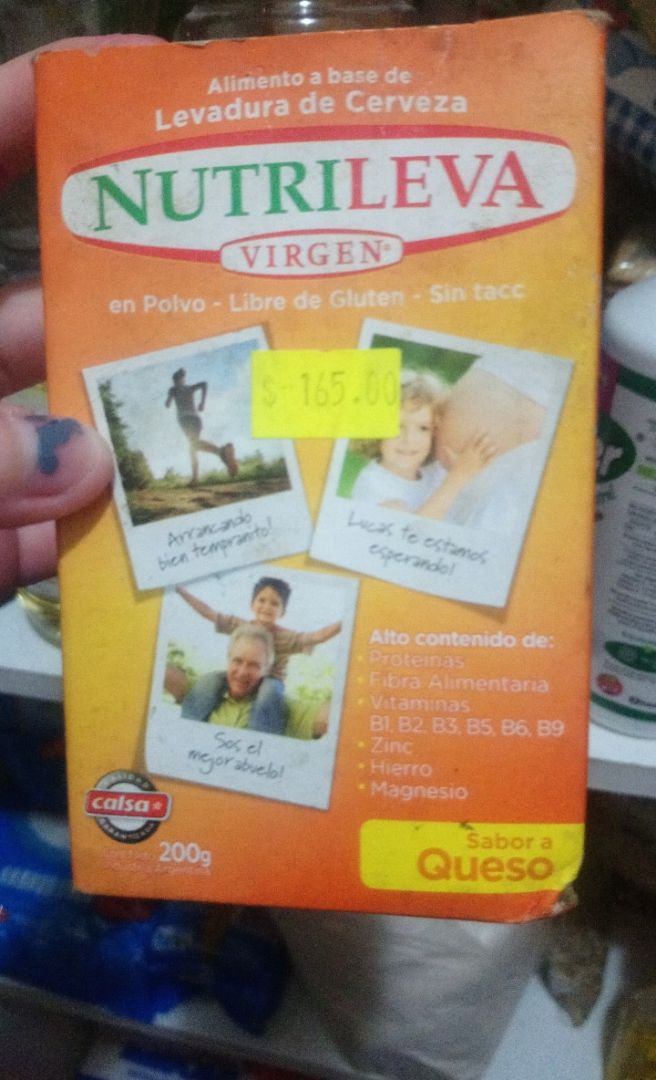 Alimento a base de
Levadura de Cerveza
NUTRILEVA
VIRGEN®
en Polvo - Libre de Gluten - Sin tacc
$ 165.00
Arrancando
bien tempranito!
Lucas te estamos
esperando!
Sos el
mejor abuelo!
Alto contenido de:
• Proteínas
• Fibra Alimentaria
• Vitaminas
B1, B2, B3, B5, B6, B9
• Zinc
• Hierro
• Magnesio
calsa
200g
Sabor a
Queso